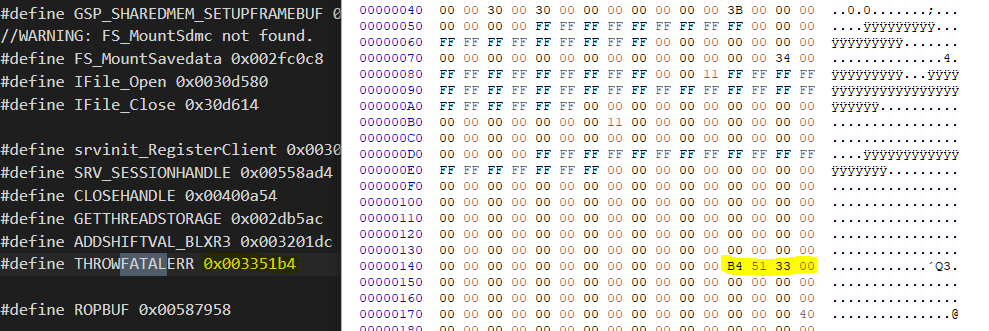 #define GSP_SHAREDMEM_SETUPFRAMEBUF 0
//WARNING: FS_MountSdmc not found.
#define FS_MountSavedata 0x002fc0c8
#define IFile_Open 0x0030d580
#define IFile_Close 0x30d614
#define srvinit_RegisterClient 0x0030
#define SRV_SESSIONHANDLE 0x00558ad4
#define CLOSEHANDLE 0x00400a54
#define GETTHREADSTORAGE 0x002db5ac
#define ADDSHIFTVAL_BLXR3 0x003201dc
#define THROWFATALERR 0x003351b4
#define ROPBUF 0x00587958
00000040 00 00 30 00 30 00 00 00 00 00 00 00 3B 00 00 00 ..0.0.......;...
00000050 00 00 00 00 FF FF FF FF FF FF FF FF FF 00 00 00 ....ÿÿÿÿÿÿÿÿÿ...
00000060 FF FF FF FF FF FF FF FF FF 00 00 00 00 00 00 00 ÿÿÿÿÿÿÿÿÿ.......
00000070 00 00 00 00 00 00 00 00 00 00 00 00 00 00 34 00 ..............4.
00000080 FF FF FF FF FF FF FF FF FF 00 00 11 FF FF FF FF ÿÿÿÿÿÿÿÿÿ...ÿÿÿÿ
00000090 FF FF FF FF FF FF FF FF FF FF FF FF FF FF FF FF ÿÿÿÿÿÿÿÿÿÿÿÿÿÿÿÿ
000000A0 FF FF FF FF FF FF 00 00 00 00 00 00 00 00 00 00 ÿÿÿÿÿÿ..........
000000B0 00 00 00 00 00 00 00 11 00 00 00 00 00 00 00 00 ................
000000C0 00 00 00 00 00 00 00 00 00 00 00 00 00 00 00 00 ................
000000D0 00 00 00 00 FF FF FF FF FF FF FF FF FF FF FF FF ....ÿÿÿÿÿÿÿÿÿÿÿÿ
000000E0 FF FF FF FF FF FF FF 00 00 00 00 00 00 00 00 00 ÿÿÿÿÿÿÿ.........
000000F0 00 00 00 00 00 00 00 00 00 00 00 00 00 00 00 00 ................
00000100 00 00 00 00 00 00 00 00 00 00 00 00 00 00 00 00 ................
00000110 00 00 00 00 00 00 00 00 00 00 00 00 00 00 00 00 ................
00000120 00 00 00 00 00 00 00 00 00 00 00 00 00 00 00 00 ................
00000130 00 00 00 00 00 00 00 00 00 00 00 00 00 00 00 00 ................
00000140 00 00 00 00 00 00 00 00 00 00 00 00 B4 51 33 00 ............´Q3.
00000150 00 00 00 00 00 00 00 00 00 00 00 00 00 00 00 00 ................
00000160 00 00 00 00 00 00 00 00 00 00 00 00 00 00 00 00 ................
00000170 00 00 00 00 00 00 00 00 00 00 00 00 00 00 00 40 ...............@